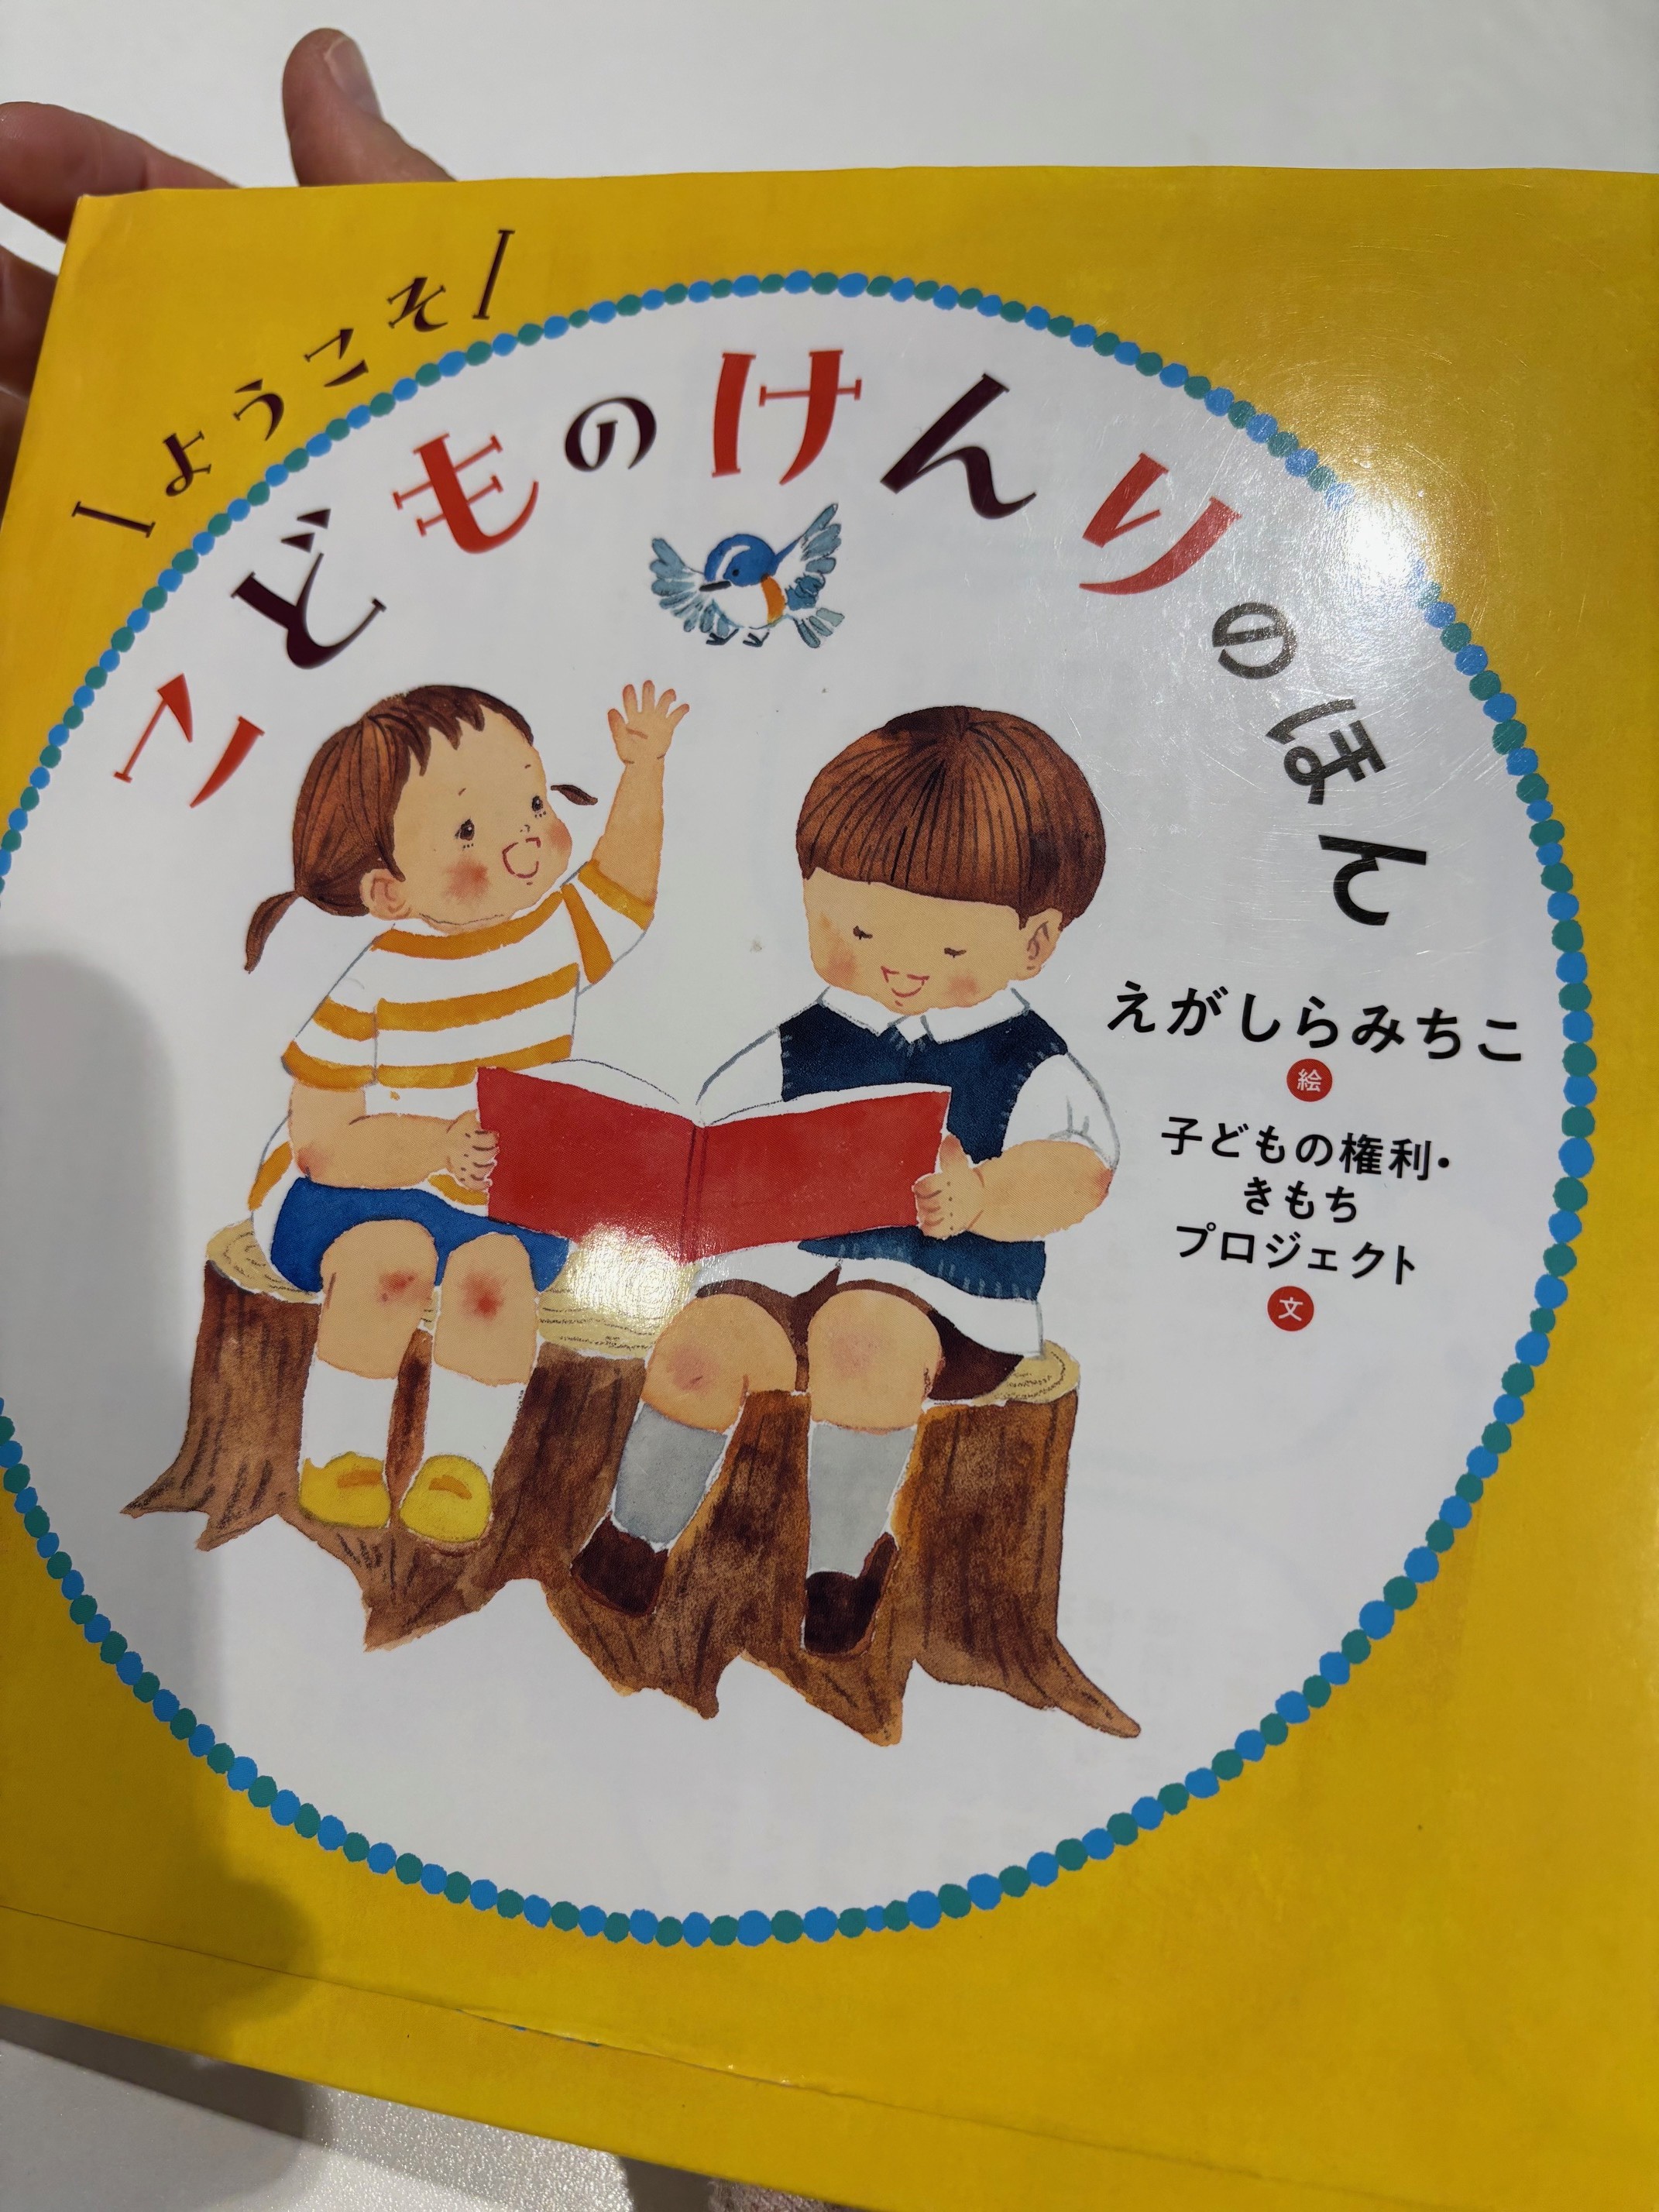 ようこそ
こどものけんりのほん
えがしらみちこ
絵
子どもの権利・
きもち
プロジェクト
文